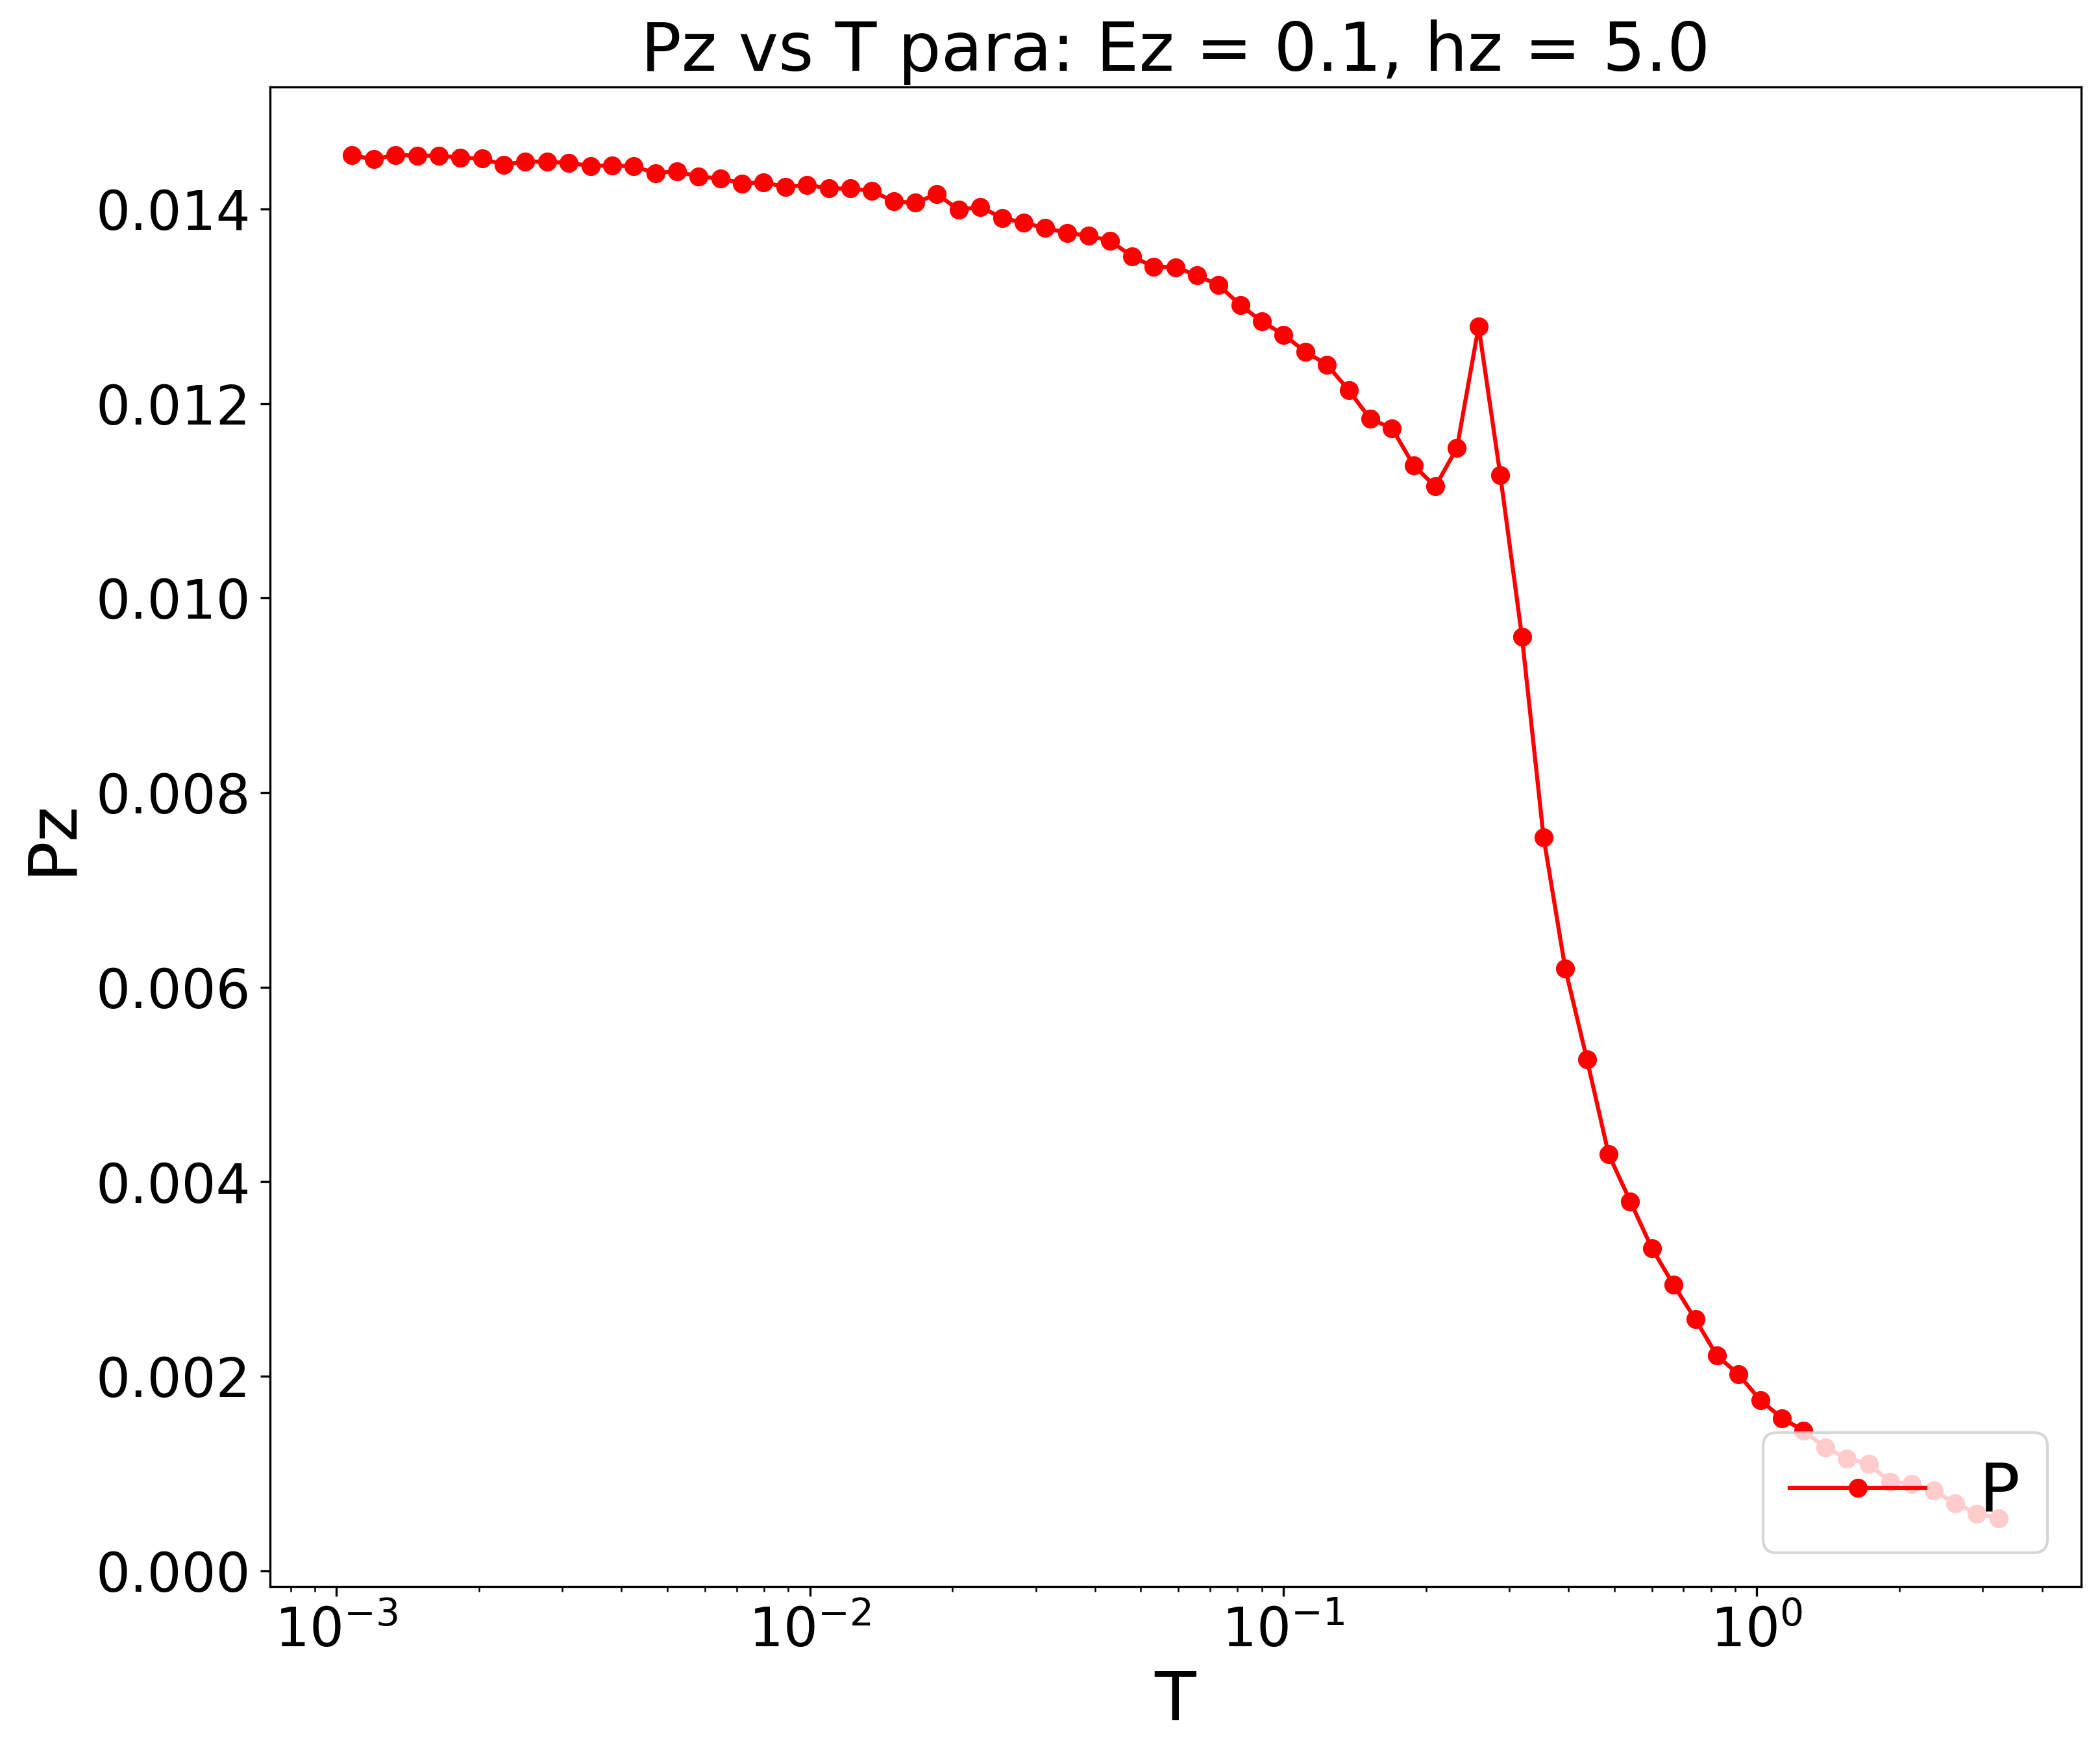 Pz vs T para: Ez = 0.1, hz = 5.0
Pz
0.014
0.012
0.010
0.008
0.006
0.004
0.002
0.000
10⁻³ 10⁻² 10⁻¹ 10⁰
T
P